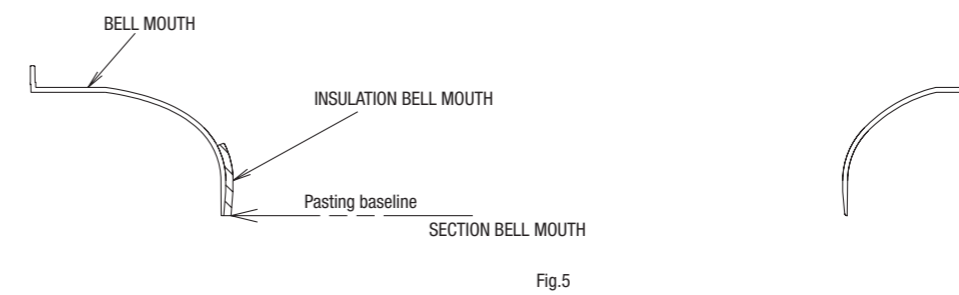 BELL MOUTH
INSULATION BELL MOUTH
Pasting baseline
SECTION BELL MOUTH
Fig.5